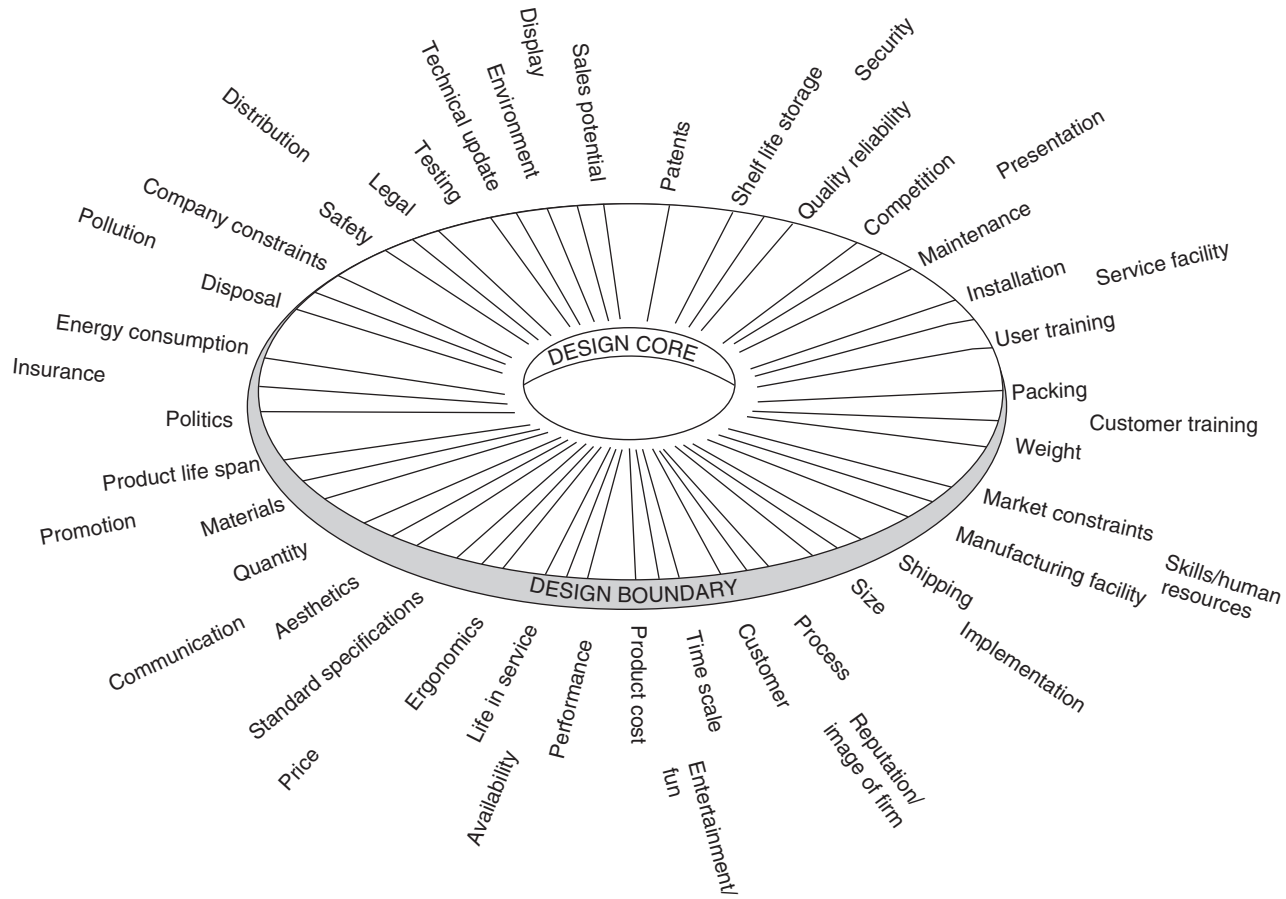 Display
Sales potential
Security
Technical update
Environment
Shelf life storage
Distribution
Testing
Patents
Quality reliability
Presentation
Legal
Competition
Company constraints
Safety
Maintenance
Pollution
Disposal
Installation
Service facility
Energy consumption
User training
Insurance
DESIGN CORE
Packing
Politics
Customer training
Weight
Product life span
Market constraints
Promotion
Materials
Manufacturing facility
Skills/human
resources
Quantity
DESIGN BOUNDARY
Shipping
Size
Aesthetics
Communication
Standard specifications
Ergonomics
Life in service
Performance
Product cost
Time scale
Customer
Process
Implementation
Price
Availability
Entertainment/
fun
Reputation/
image of firm